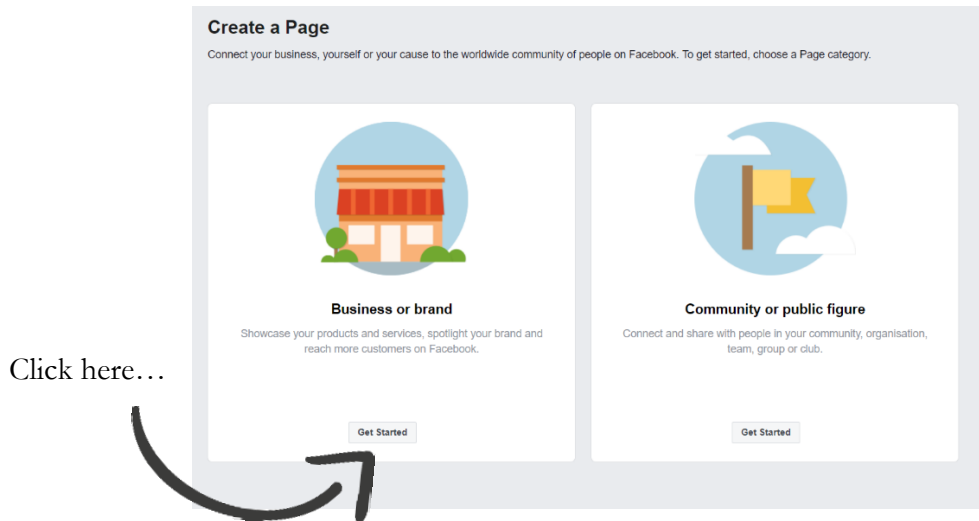 Create a Page
Connect your business, yourself or your cause to the worldwide community of people on Facebook. To get started, choose a Page category.
Business or brand
Showcase your products and services, spotlight your brand and
reach more customers on Facebook.
Get Started
Community or public figure
Connect and share with people in your community, organisation,
team, group or club.
Get Started
Click here…